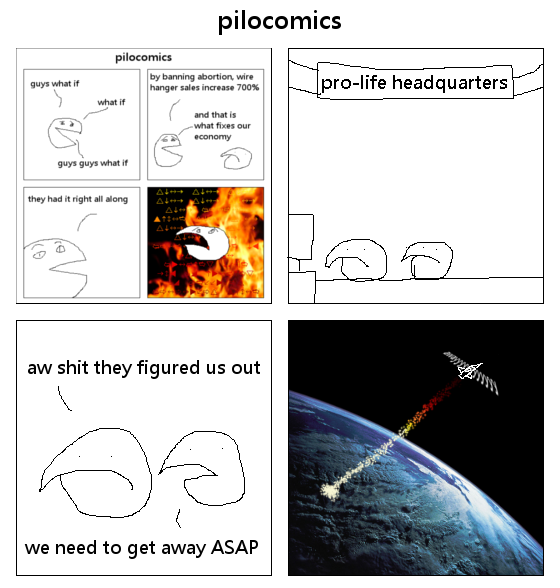 pilocomics
pilocomics
guys what if
what if
guys guys what if
by banning abortion, wire
hanger sales increase 700%
and that is
what fixes our
economy
they had it right all along
pro-life headquarters
aw shit they figured us out
we need to get away ASAP